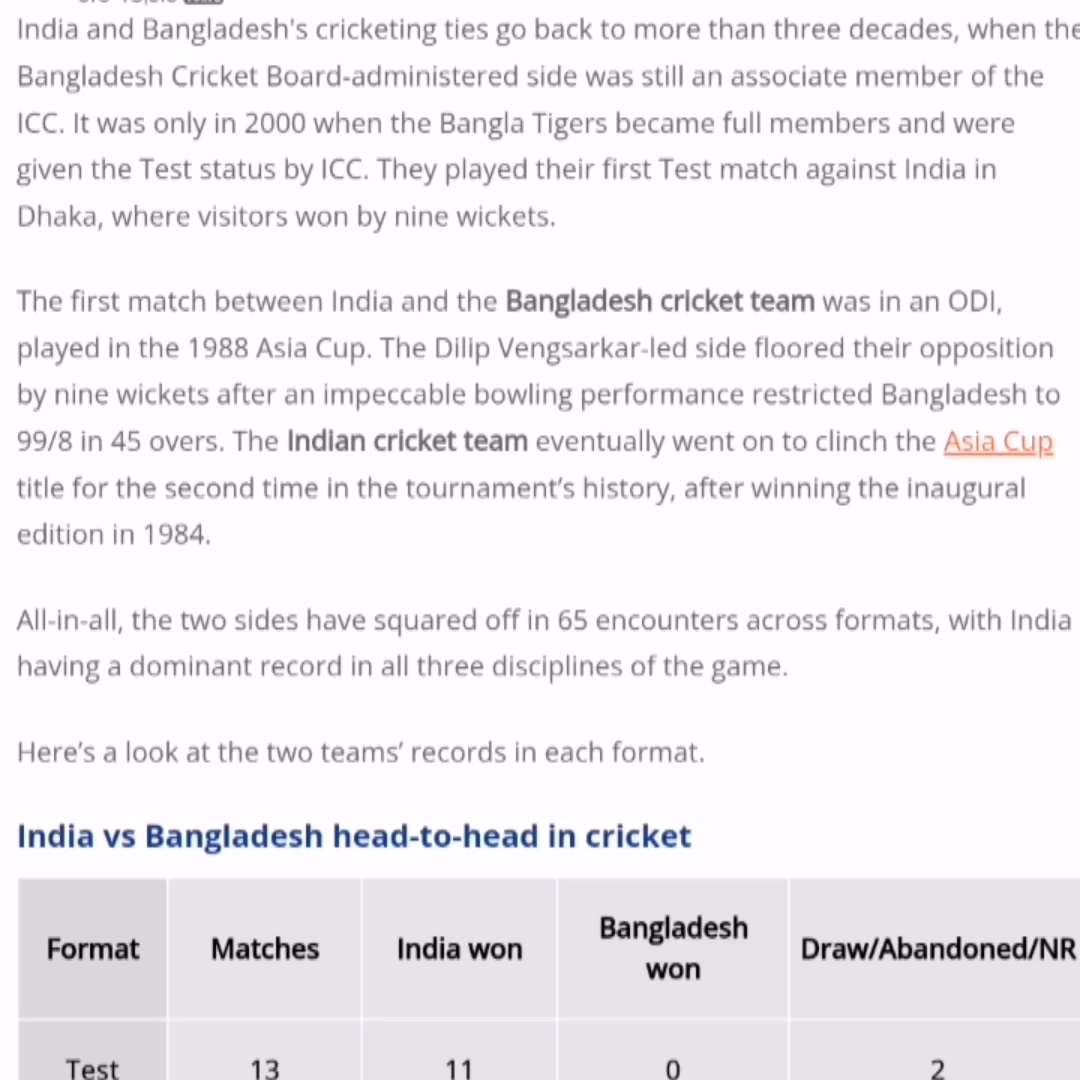 India and Bangladesh's cricketing ties go back to more than three decades, when the
Bangladesh Cricket Board-administered side was still an associate member of the
ICC. It was only in 2000 when the Bangla Tigers became full members and were
given the Test status by ICC. They played their first Test match against India in
Dhaka, where visitors won by nine wickets.
The first match between India and the Bangladesh cricket team was in an ODI,
played in the 1988 Asia Cup. The Dilip Vengsarkar-led side floored their opposition
by nine wickets after an impeccable bowling performance restricted Bangladesh to
99/8 in 45 overs. The Indian cricket team eventually went on to clinch the Asia Cup
title for the second time in the tournament’s history, after winning the inaugural
edition in 1984.
All-in-all, the two sides have squared off in 65 encounters across formats, with India
having a dominant record in all three disciplines of the game.
Here’s a look at the two teams’ records in each format.
India vs Bangladesh head-to-head in cricket
Format Matches India won Bangladesh won Draw/Abandoned/NR
Test 13 11 0 2